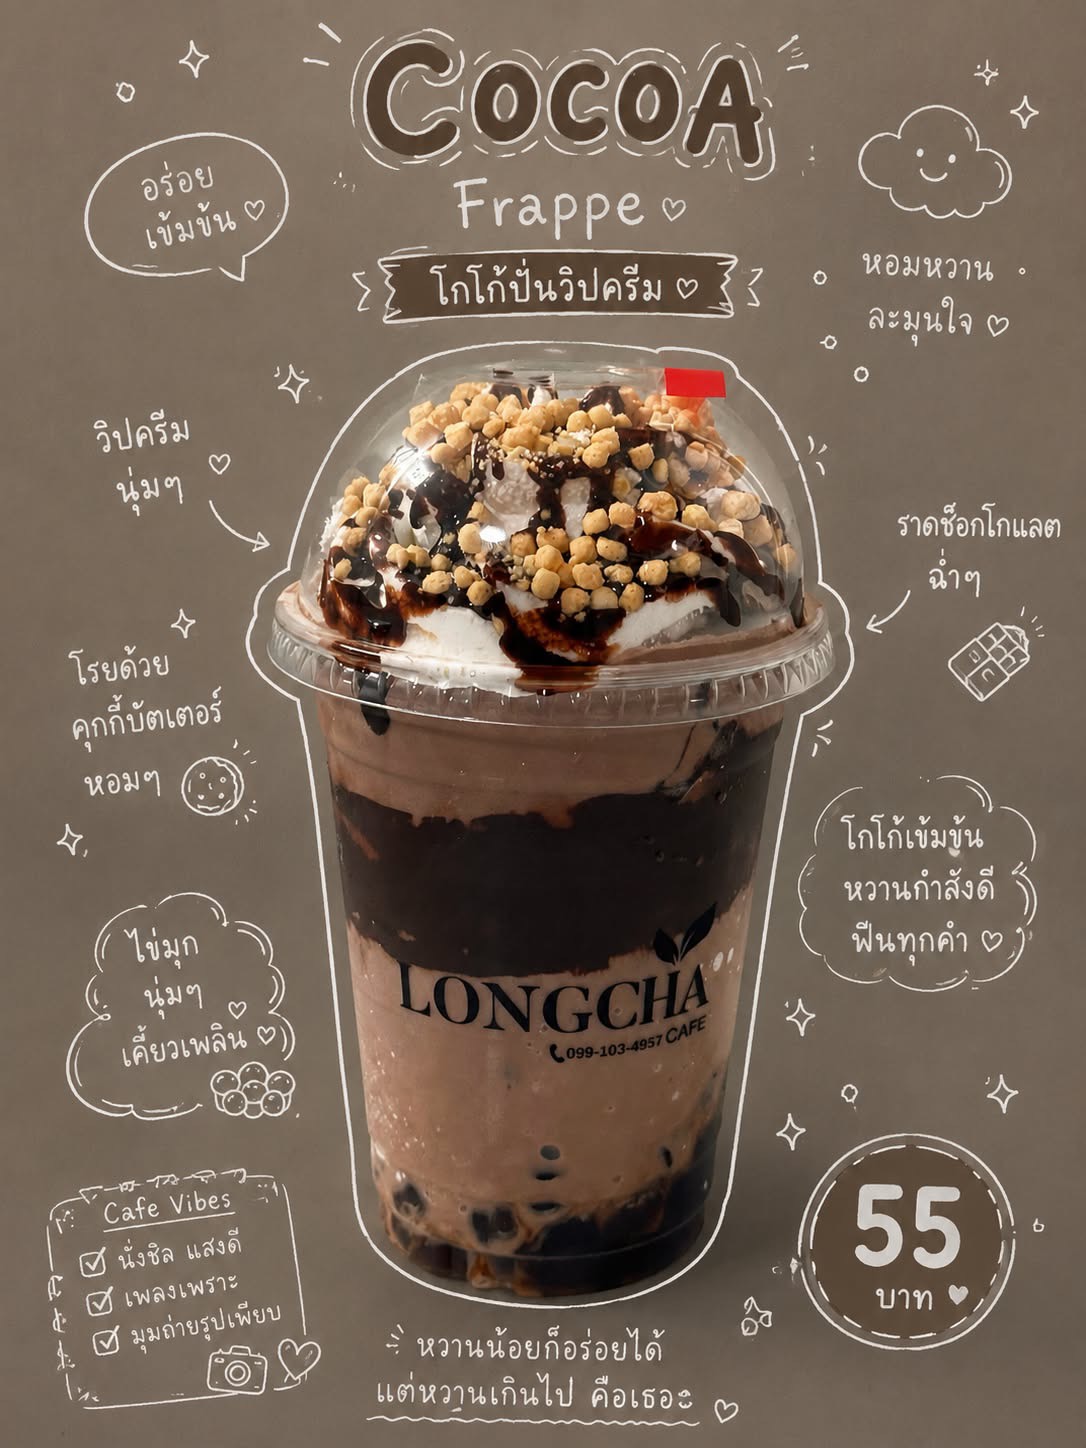 COCOA
Frappe
โกโก้ปั่นวิปครีม
อร่อย
เข้มข้น
หอมหวาน
ละมุนใจ
วิปครีม
นุ่มๆ
ราดช็อกโกแลต
ฉ่ำๆ
โรยด้วย
คุกกี้บัตเตอร์
หอมๆ
โกโก้เข้มข้น
หวานกำลังดี
ฟินทุกคำ
ไข่มุก
นุ่มๆ
เคี้ยวเพลิน
LONGCHA
CAFE
099-103-4957
Cafe Vibes
นั่งชิล แสงดี
เพลงเพราะ
มุมถ่ายรูปเพียบ
55
บาท
หวานน้อยก็อร่อยได้
แต่หวานเกินไป คือเธอะ